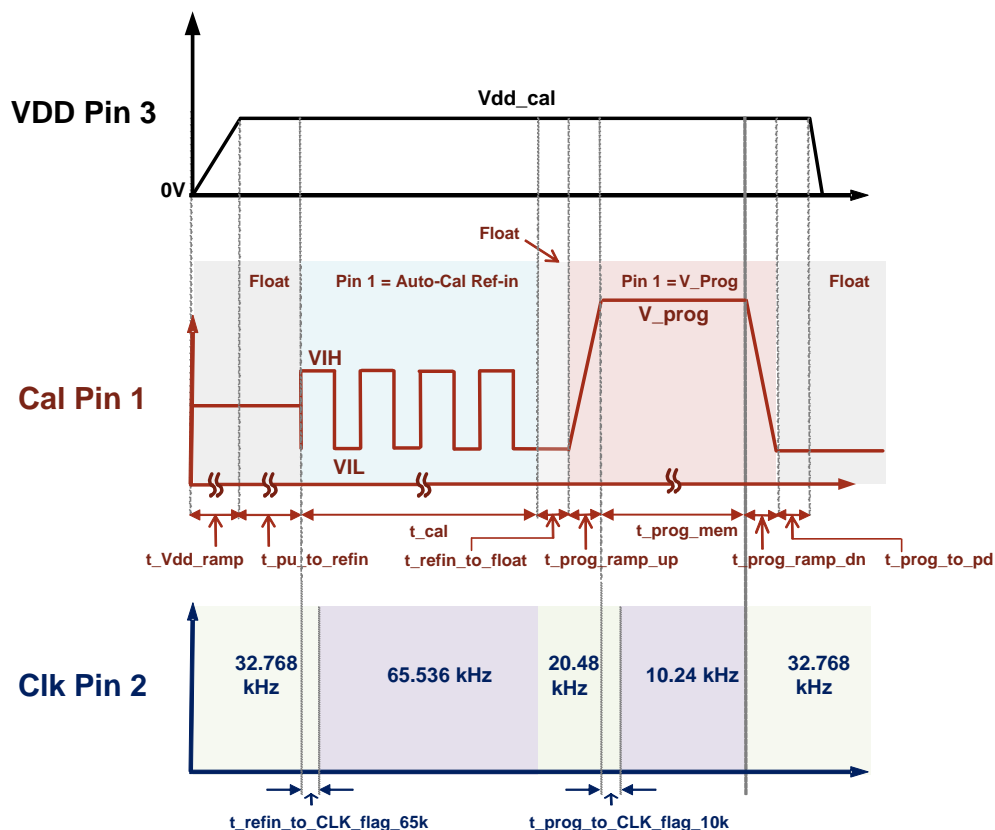 Vdd_cal
VDD Pin 3
0V
Float
Float
Pin 1 = Auto-Cal Ref-in
Pin 1 = V_Prog
Float
V_prog
VIH
Cal Pin 1
VIL
t_cal
t_prog_mem
t_Vdd_ramp
t_pu_to_refin
t_refin_to_float
t_prog_ramp_up
t_prog_ramp_dn
t_prog_to_pd
32.768
kHz
65.536 kHz
20.48
kHz
10.24 kHz
32.768
kHz
Clk Pin 2
t_refin_to_CLK_flag_65k
t_prog_to_CLK_flag_10k